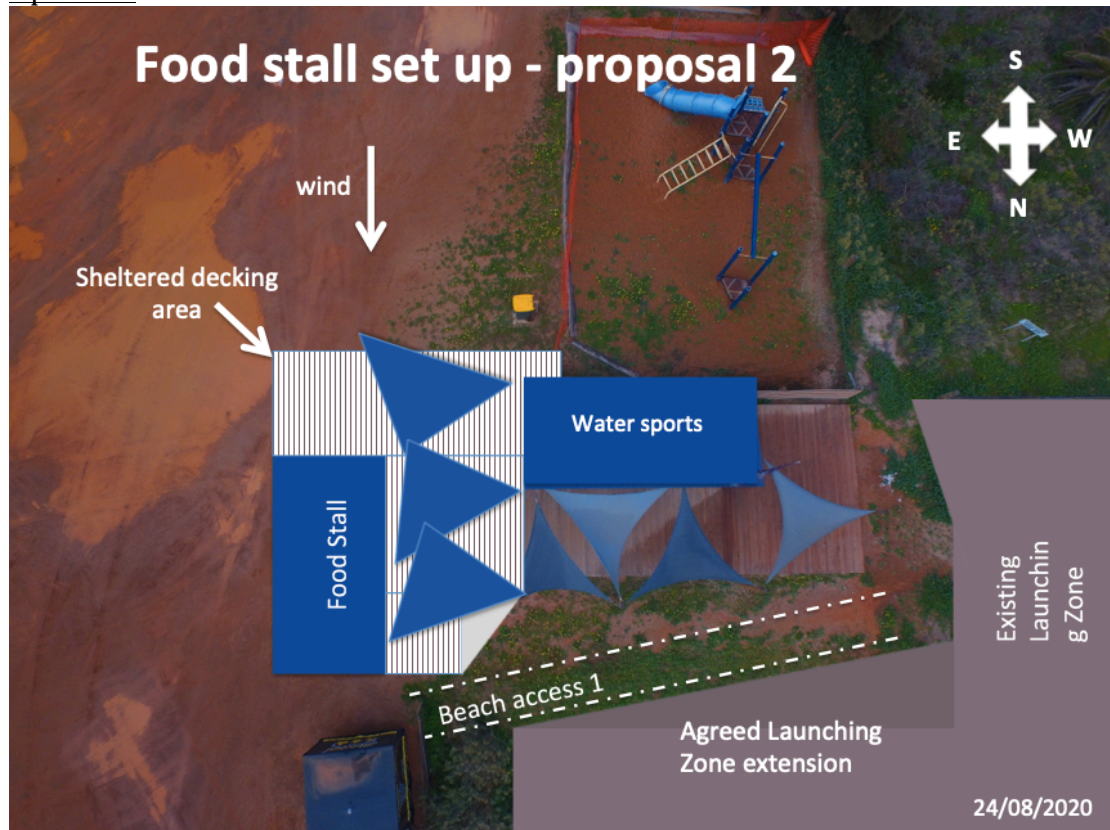 Food stall set up - proposal 2
S
E
W
N
wind
Sheltered decking
area
Water sports
Food Stall
Existing
Launchin
g Zone
Beach access 1
Agreed Launching
Zone extension
24/08/2020